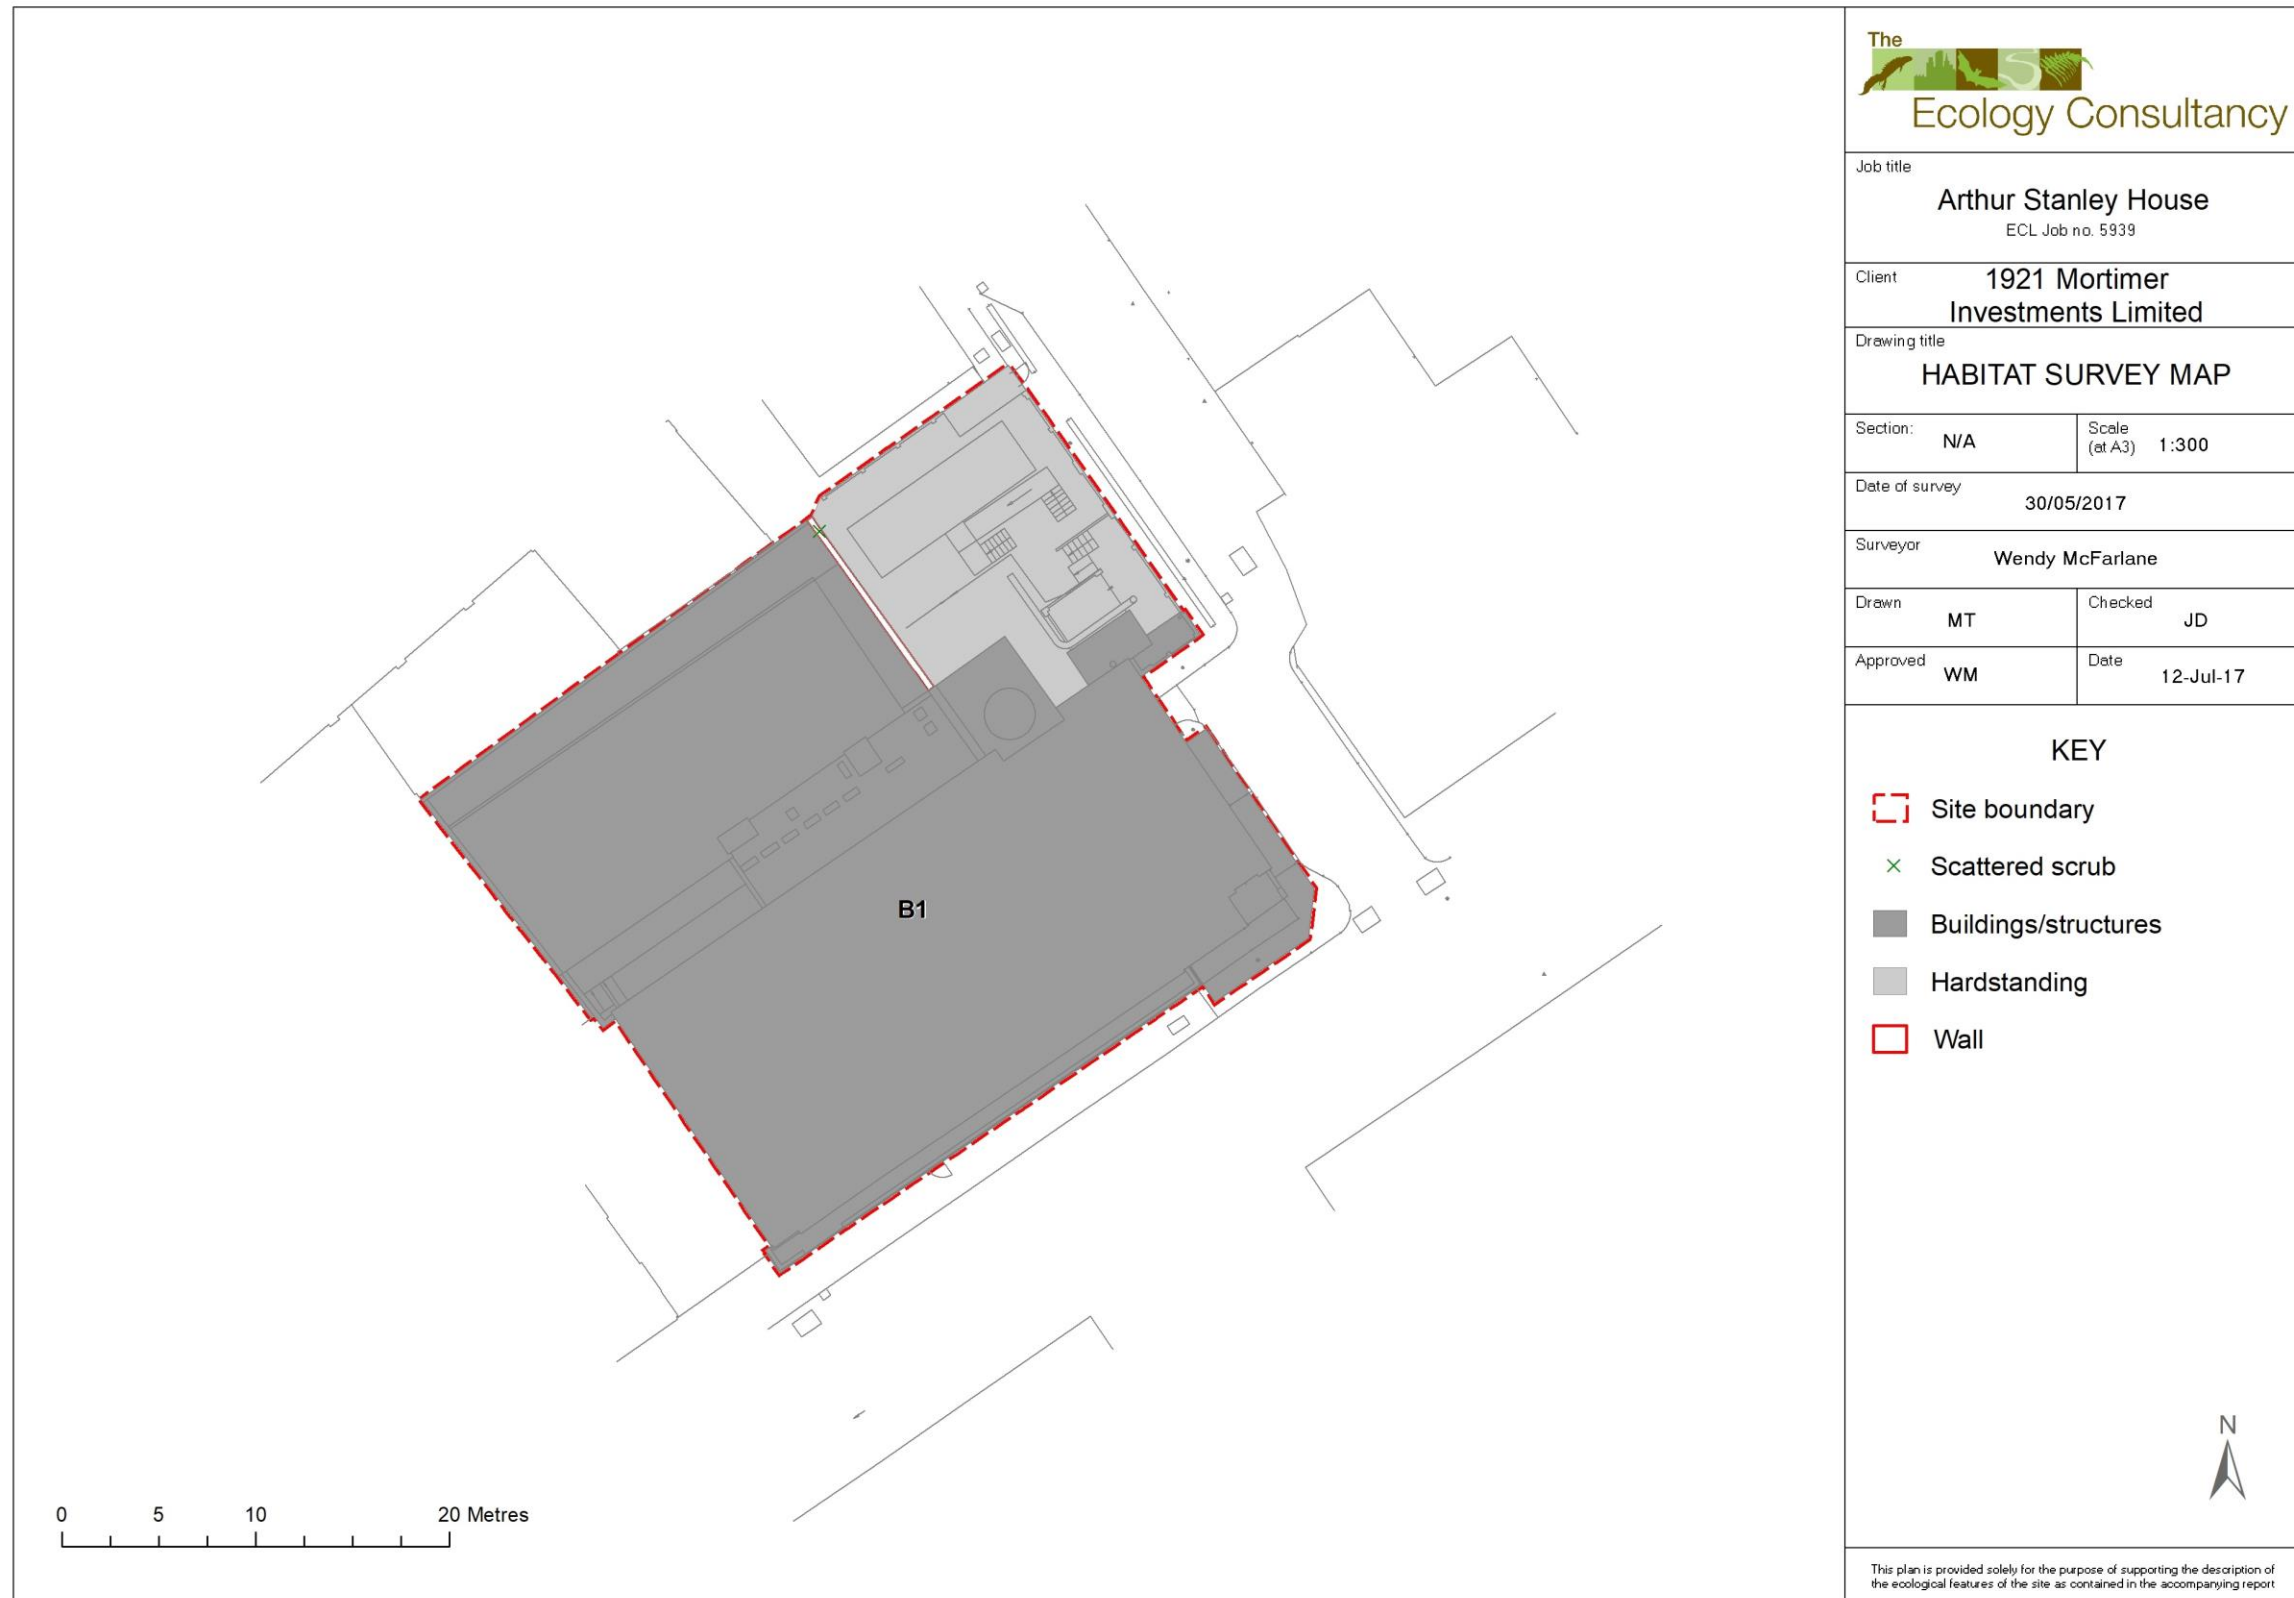 The
Ecology Consultancy
Job title
Arthur Stanley House
ECL Job no. 5939
Client
1921 Mortimer
Investments Limited
Drawing title
HABITAT SURVEY MAP
Section:
N/A
Scale
(at A3)
1:300
Date of survey
30/05/2017
Surveyor
Wendy McFarlane
Drawn
MT
Checked
JD
Approved
WM
Date
12-Jul-17
KEY
Site boundary
Scattered scrub
Buildings/structures
Hardstanding
Wall
B1
0 5 10 20 Metres
N
This plan is provided solely for the purpose of supporting the description of
the ecological features of the site as contained in the accompanying report